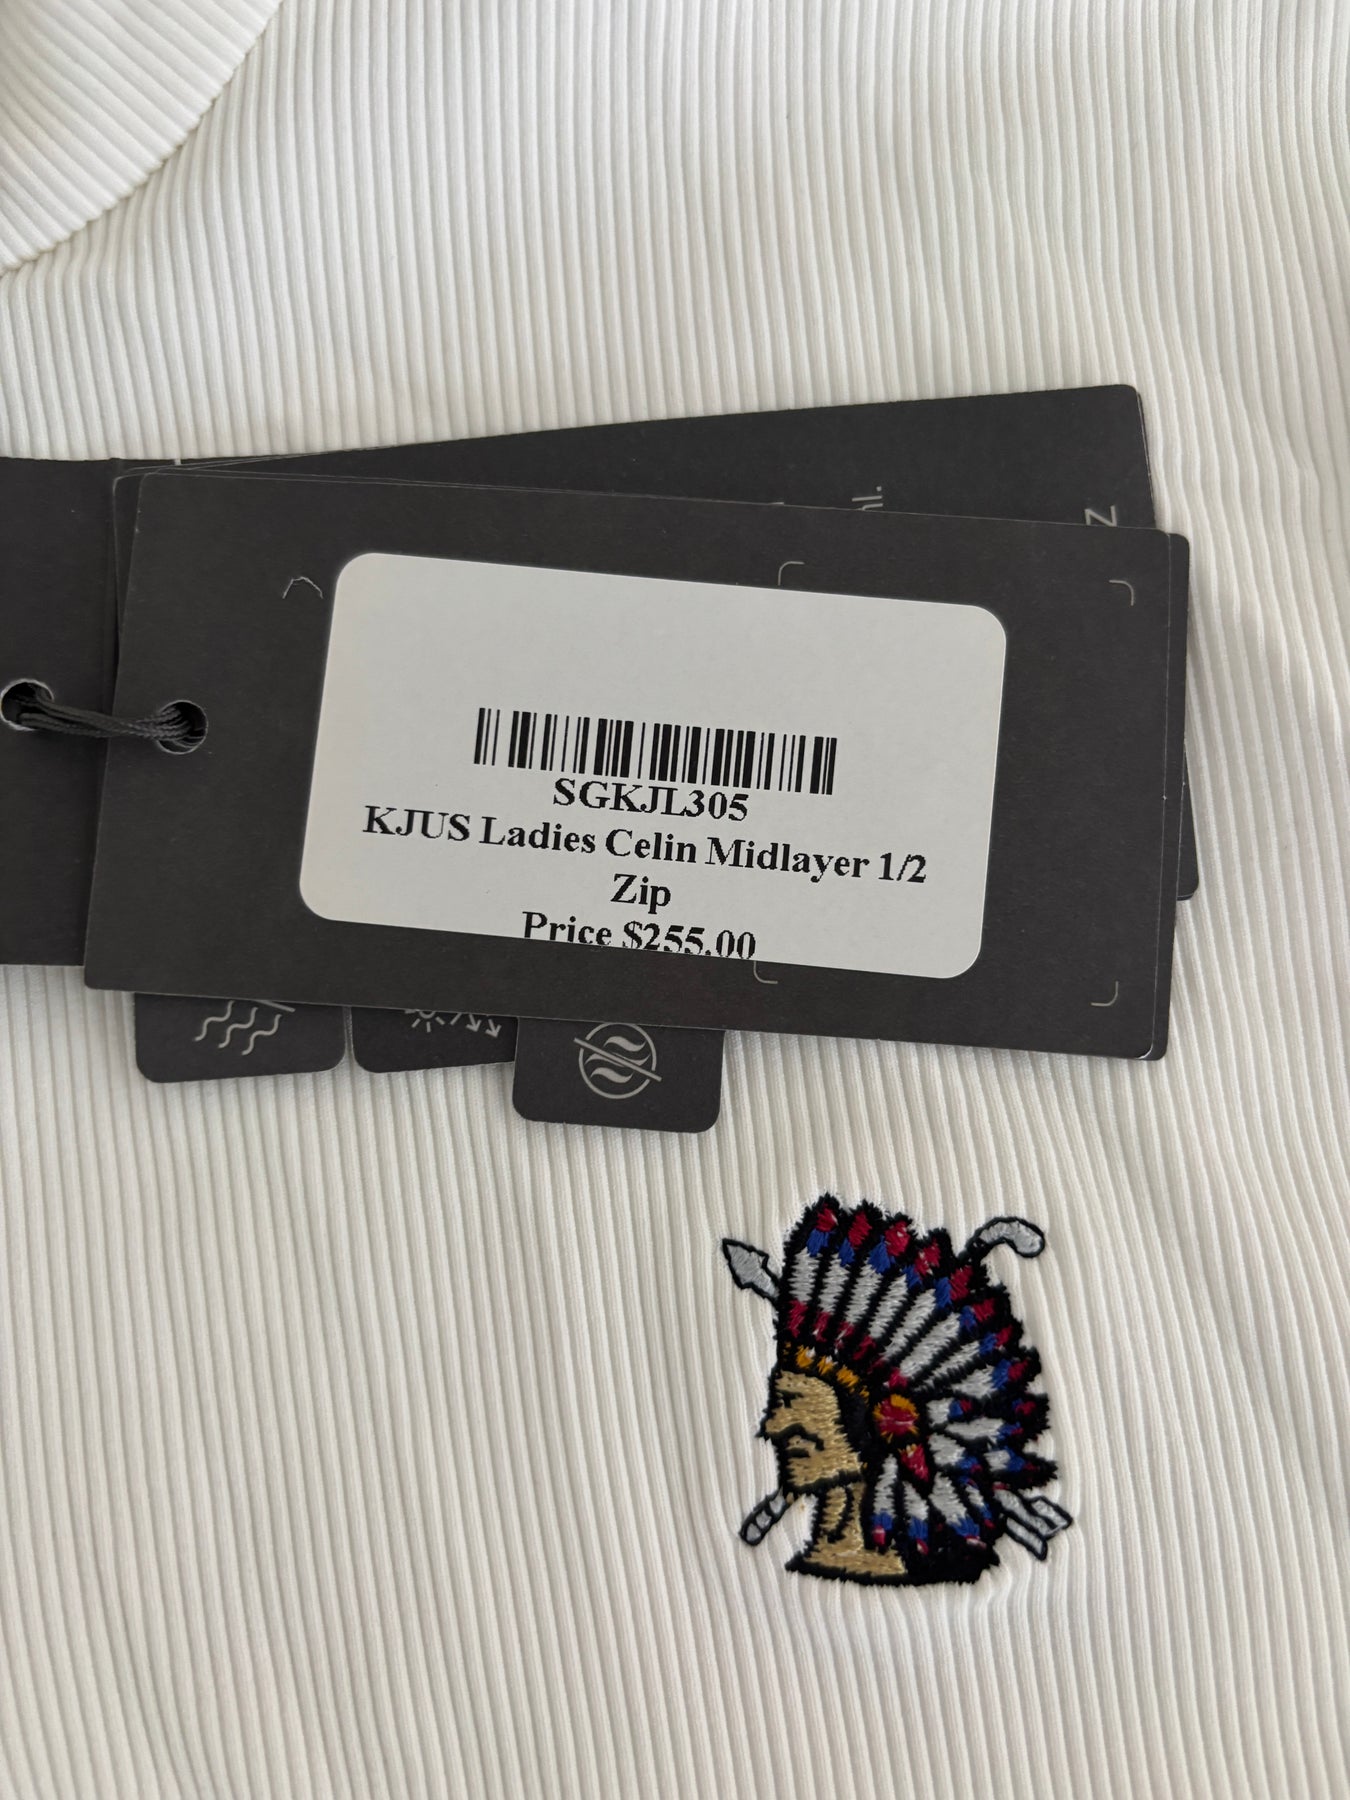 SGKJL305
KJUS Ladies Celin Midlayer 1/2
Zip
Price $255.00